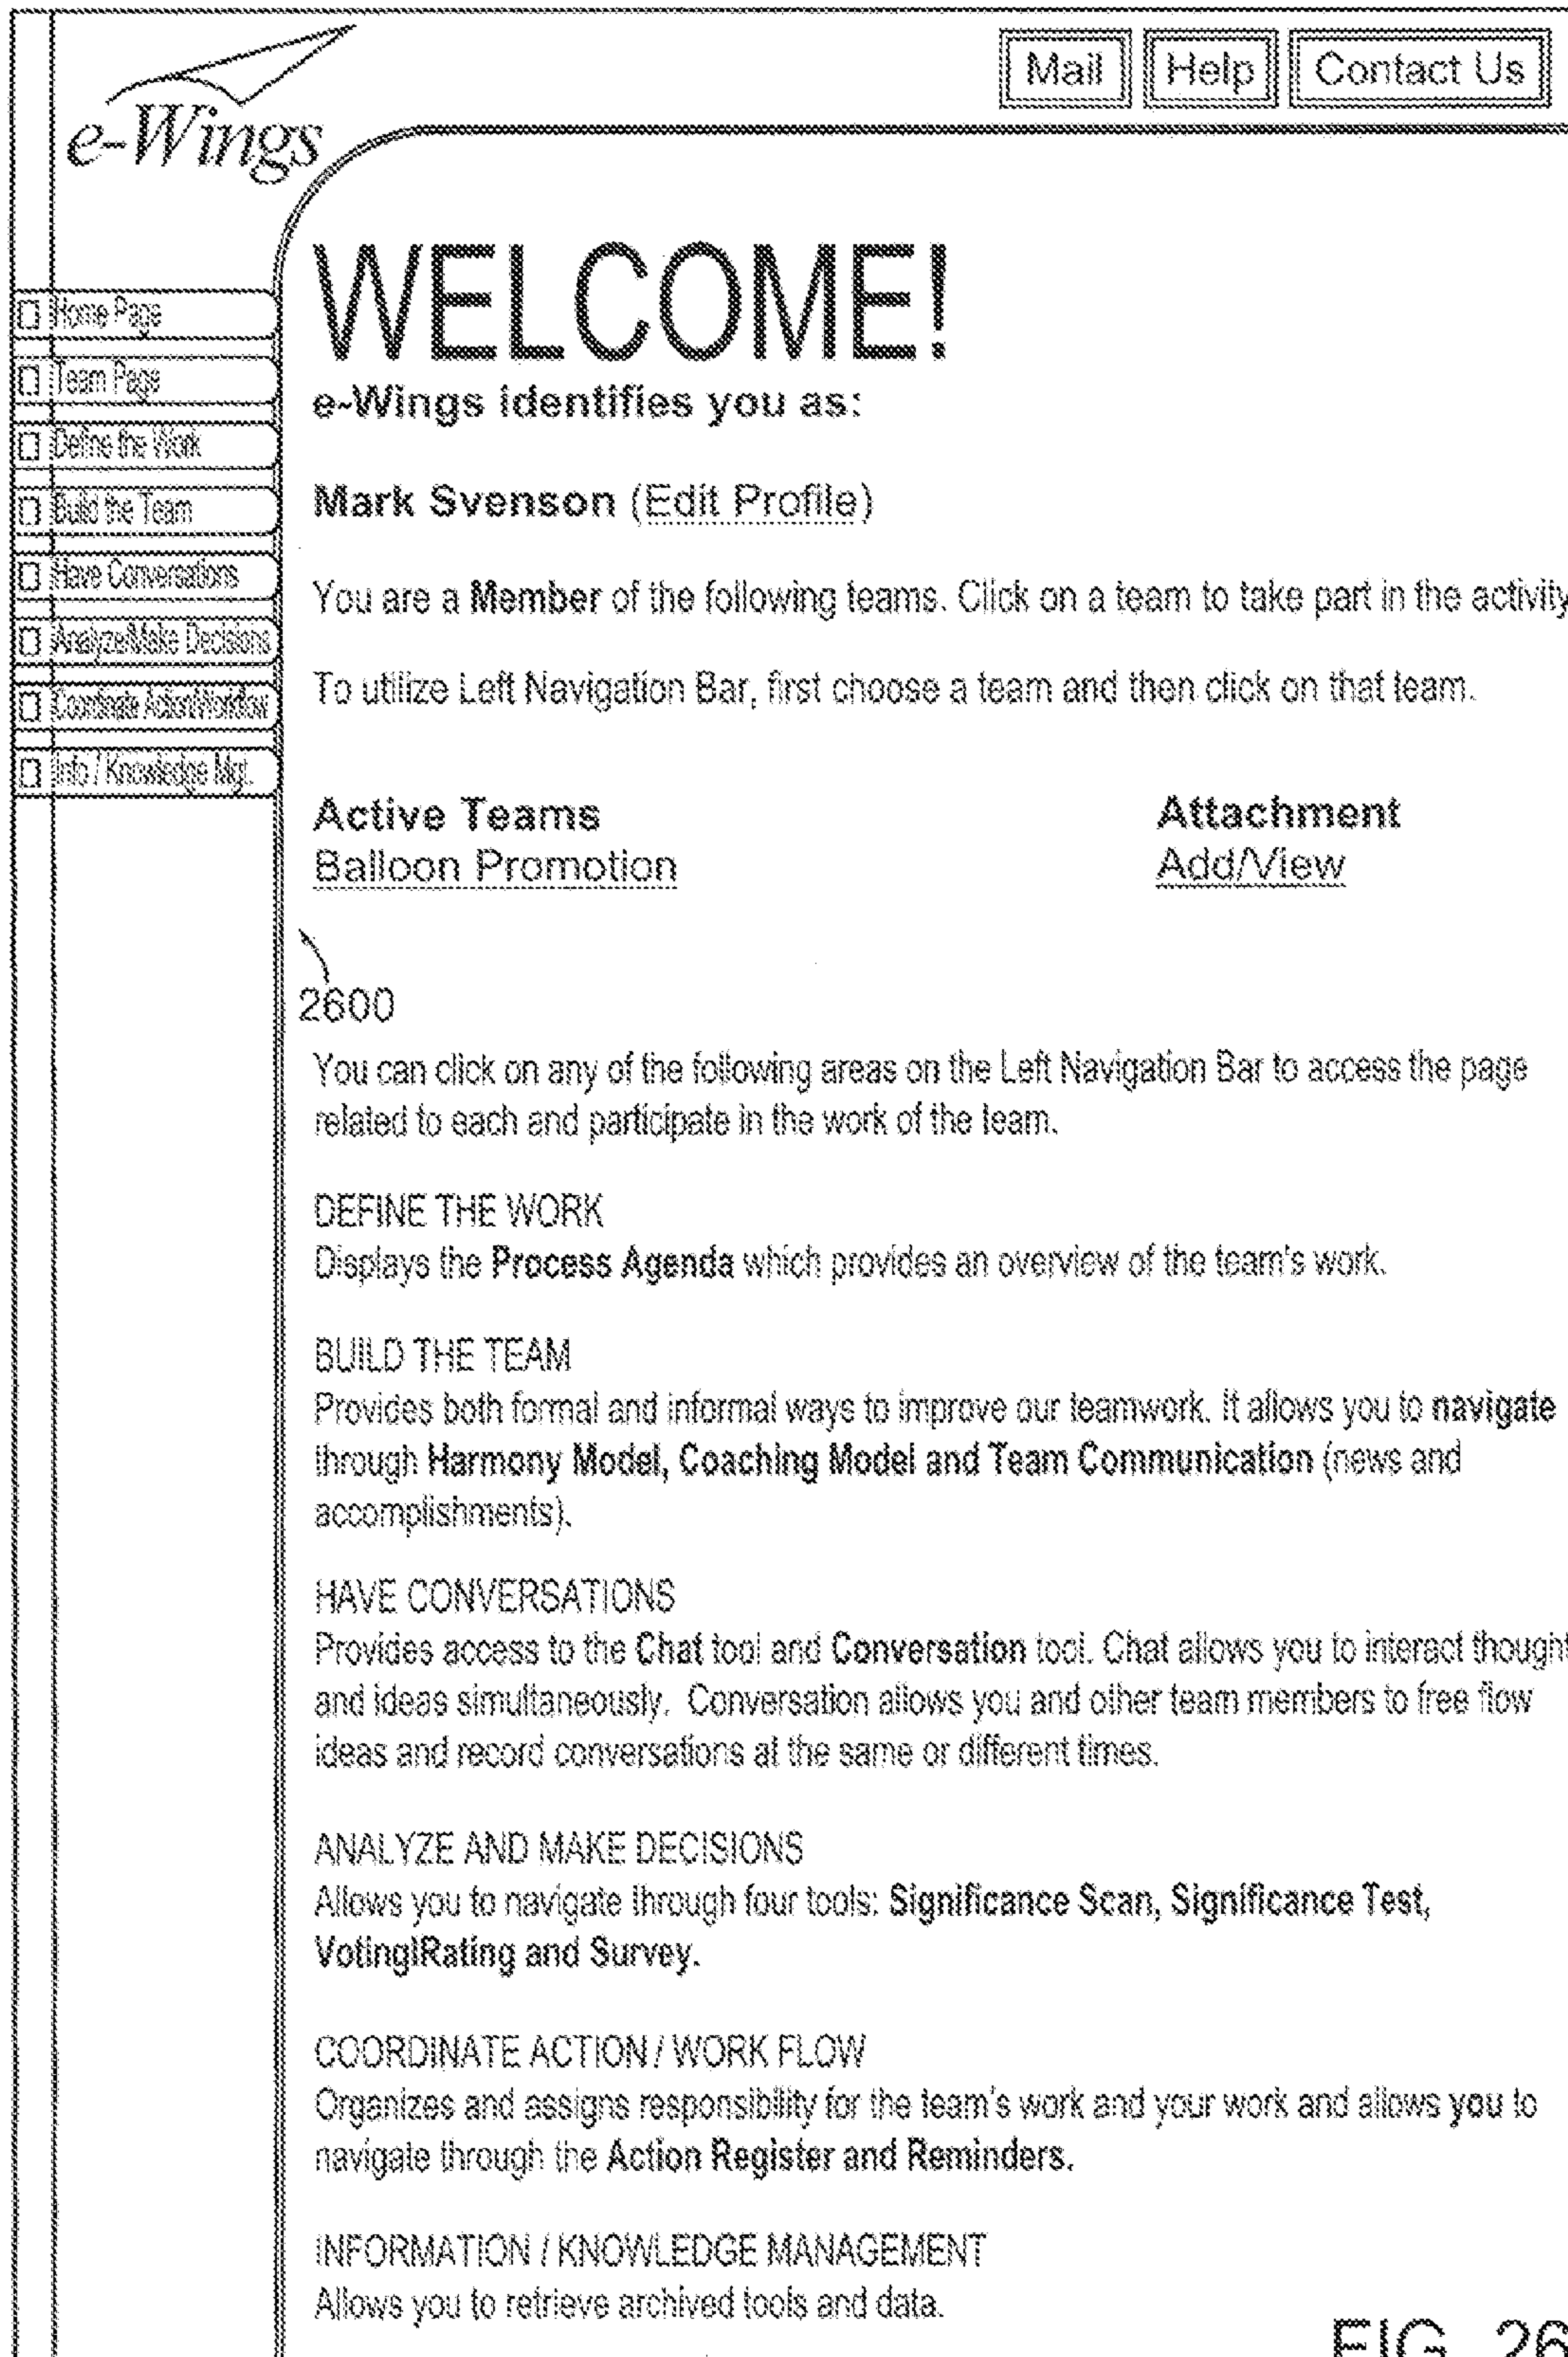 Mail Help Contact Us
e-Wings
Home Page
Team Page
Define the Work
Build the Team
Have Conversations
Analyze/Make Decisions
Coordinate Action/Workflow
Info / Knowledge Mgt.
WELCOME!
e-Wings identifies you as:
Mark Svenson (Edit Profile)
You are a Member of the following teams. Click on a team to take part in the activity
To utilize Left Navigation Bar, first choose a team and then click on that team.
Active Teams Attachment
Balloon Promotion Add/View
2600
You can click on any of the following areas on the Left Navigation Bar to access the page
related to each and participate in the work of the team.
DEFINE THE WORK
Displays the Process Agenda which provides an overview of the team's work.
BUILD THE TEAM
Provides both formal and informal ways to improve our teamwork. It allows you to navigate
through Harmony Model, Coaching Model and Team Communication (news and
accomplishments).
HAVE CONVERSATIONS
Provides access to the Chat tool and Conversation tool. Chat allows you to interact thought
and ideas simultaneously. Conversation allows you and other team members to free flow
ideas and record conversations at the same or different times.
ANALYZE AND MAKE DECISIONS
Allows you to navigate through four tools: Significance Scan, Significance Test,
Voting|Rating and Survey.
COORDINATE ACTION / WORK FLOW
Organizes and assigns responsibility for the team's work and your work and allows you to
navigate through the Action Register and Reminders.
INFORMATION / KNOWLEDGE MANAGEMENT
Allows you to retrieve archived tools and data.
FIG. 26